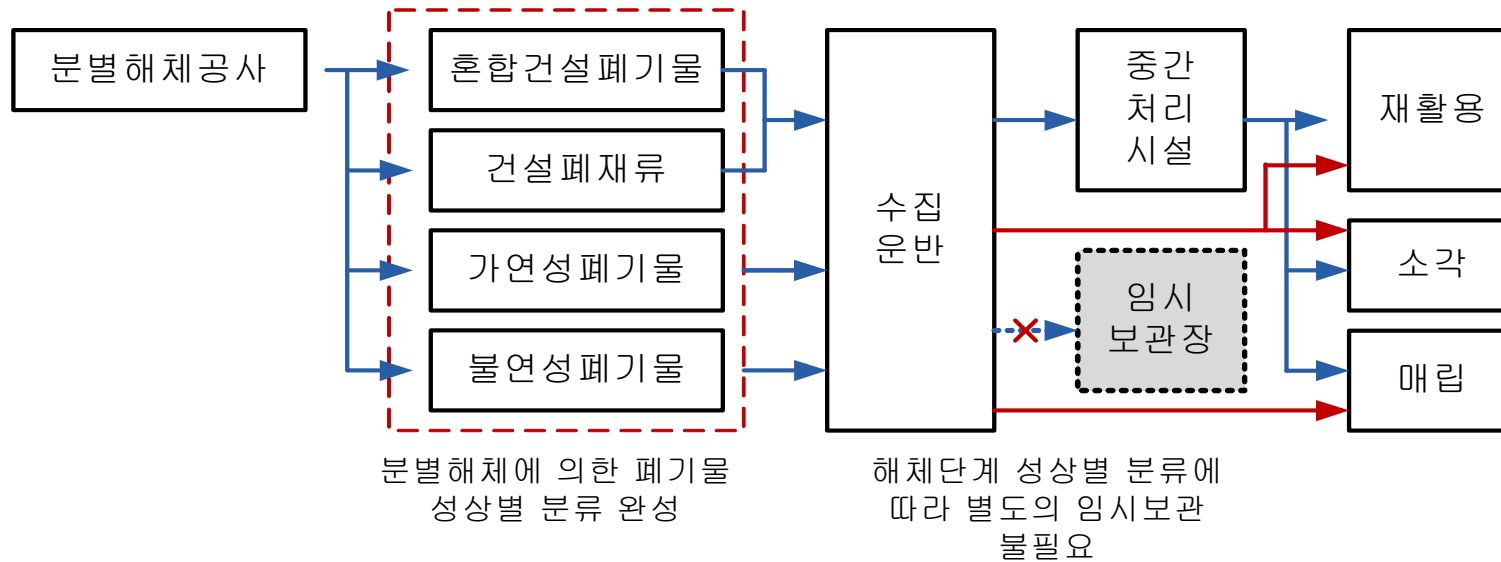 분별해체공사
혼합건설폐기물
건설폐재류
가연성폐기물
불연성폐기물
분별해체에 의한 폐기물
성상별 분류 완성
수집
운반
중간
처리
시설
임시
보관장
해체단계 성상별 분류에
따라 별도의 임시보관
불필요
재활용
소각
매립